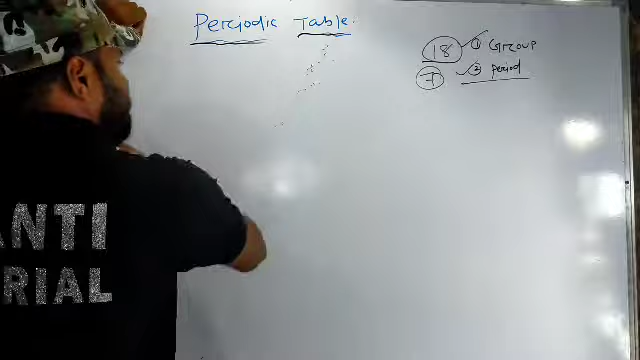 Periodic Table
18 ① Group
7 ② Period
ANTI
RIAL